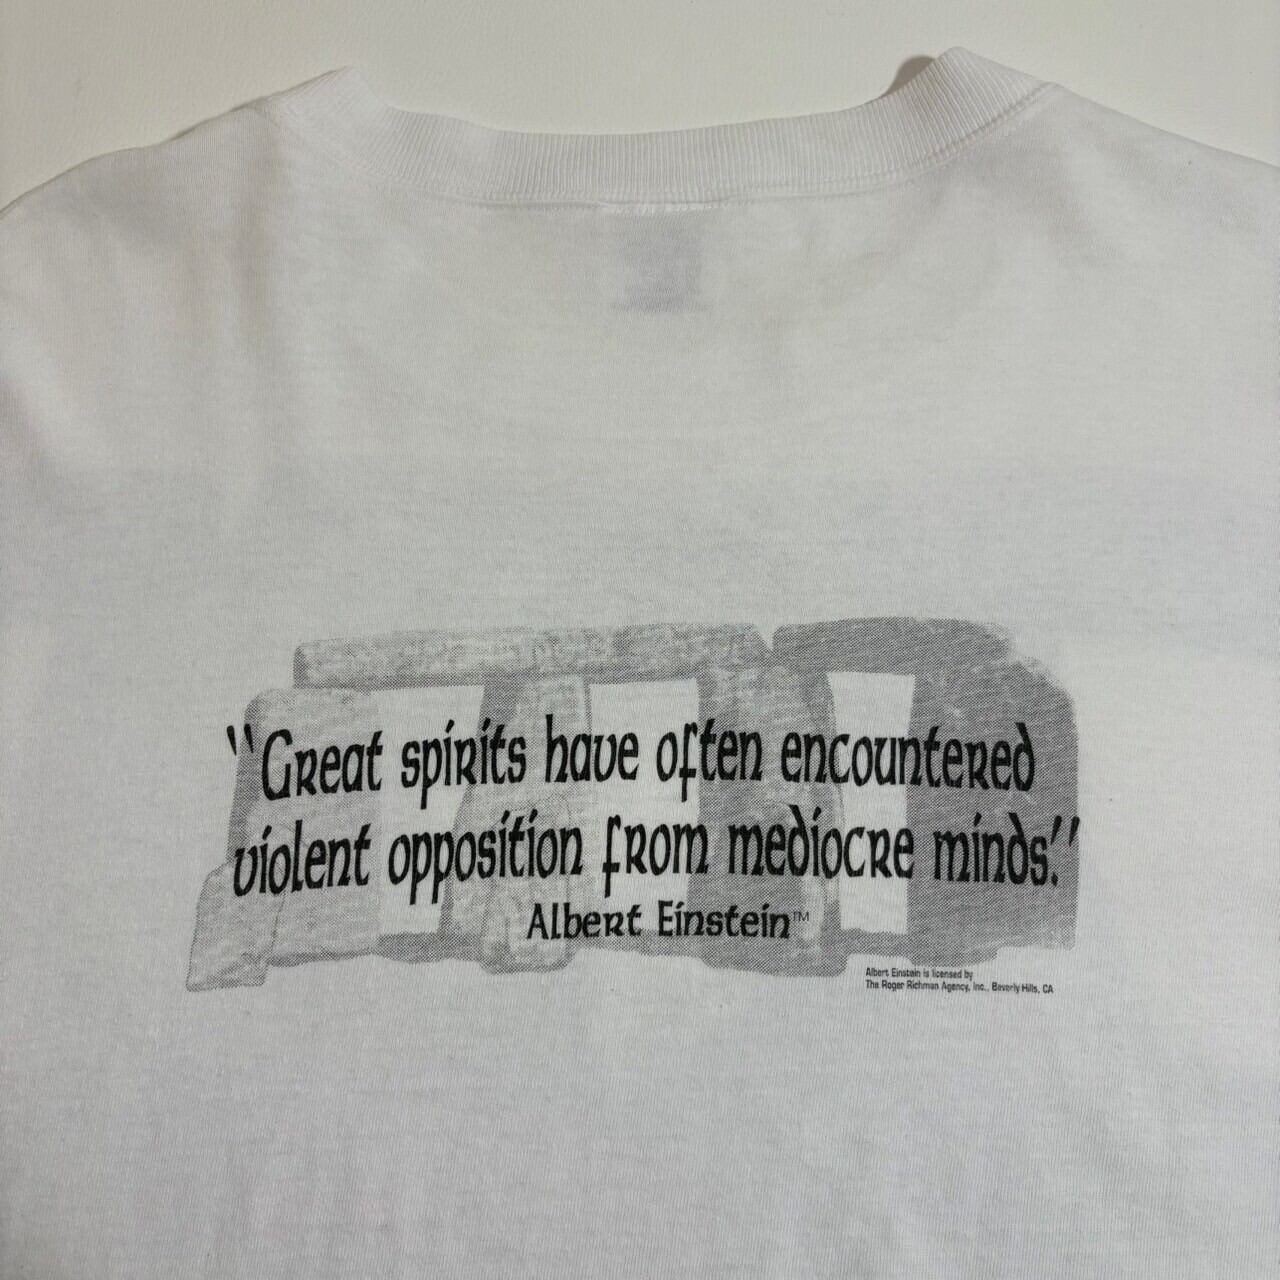 "Great spirits have often encountered
violent opposition from mediocre minds."
Albert Einstein™
Albert Einstein is licensed by
The Roger Richman Agency, Inc., Beverly Hills, CA